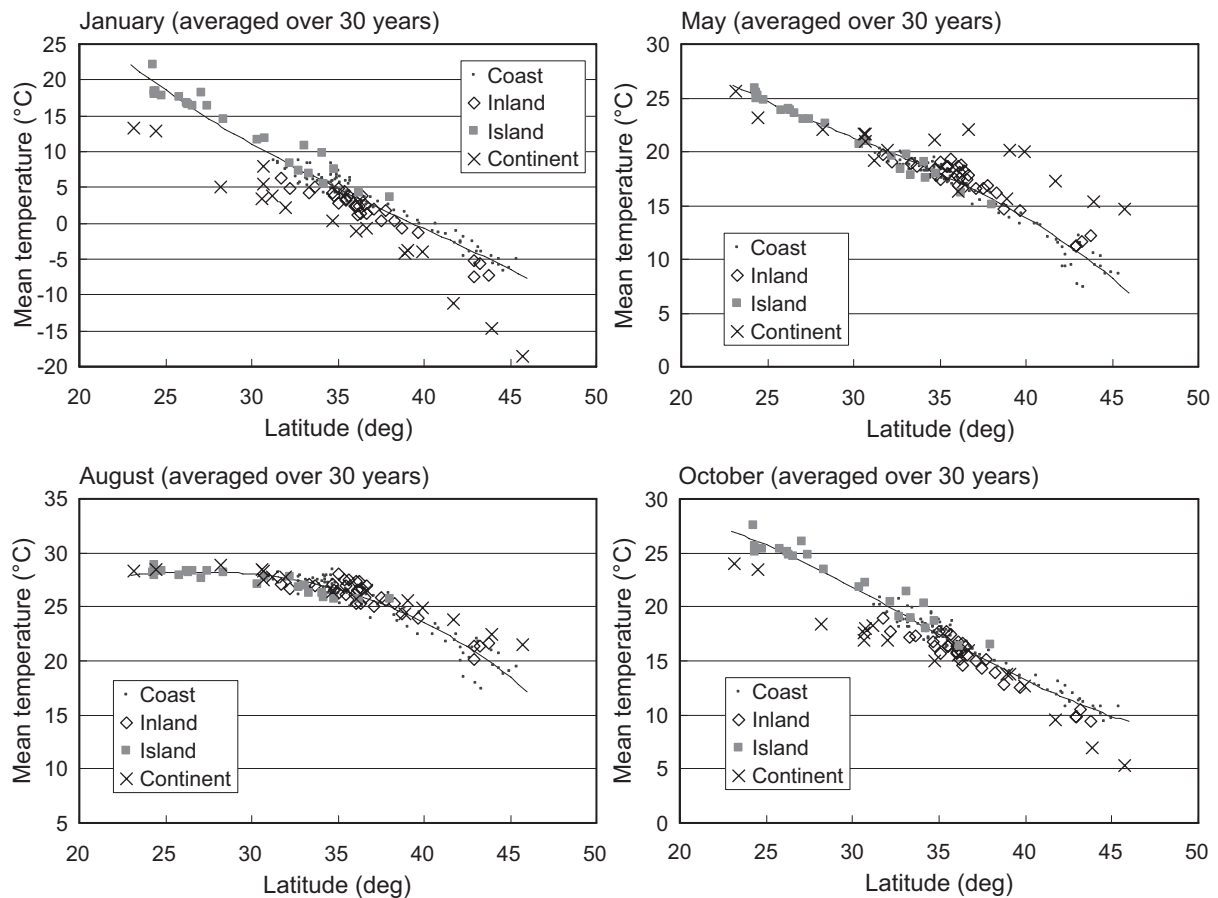 January (averaged over 30 years)
Mean temperature (°C)
25
20
15
10
5
0
-5
-10
-15
-20
20 25 30 35 40 45 50
Latitude (deg)
Coast
Inland
Island
Continent
May (averaged over 30 years)
Mean temperature (°C)
30
25
20
15
10
5
0
20 25 30 35 40 45 50
Latitude (deg)
Coast
Inland
Island
Continent
August (averaged over 30 years)
Mean temperature (°C)
35
30
25
20
15
10
5
20 25 30 35 40 45 50
Latitude (deg)
Coast
Inland
Island
Continent
October (averaged over 30 years)
Mean temperature (°C)
30
25
20
15
10
5
0
20 25 30 35 40 45 50
Latitude (deg)
Coast
Inland
Island
Continent